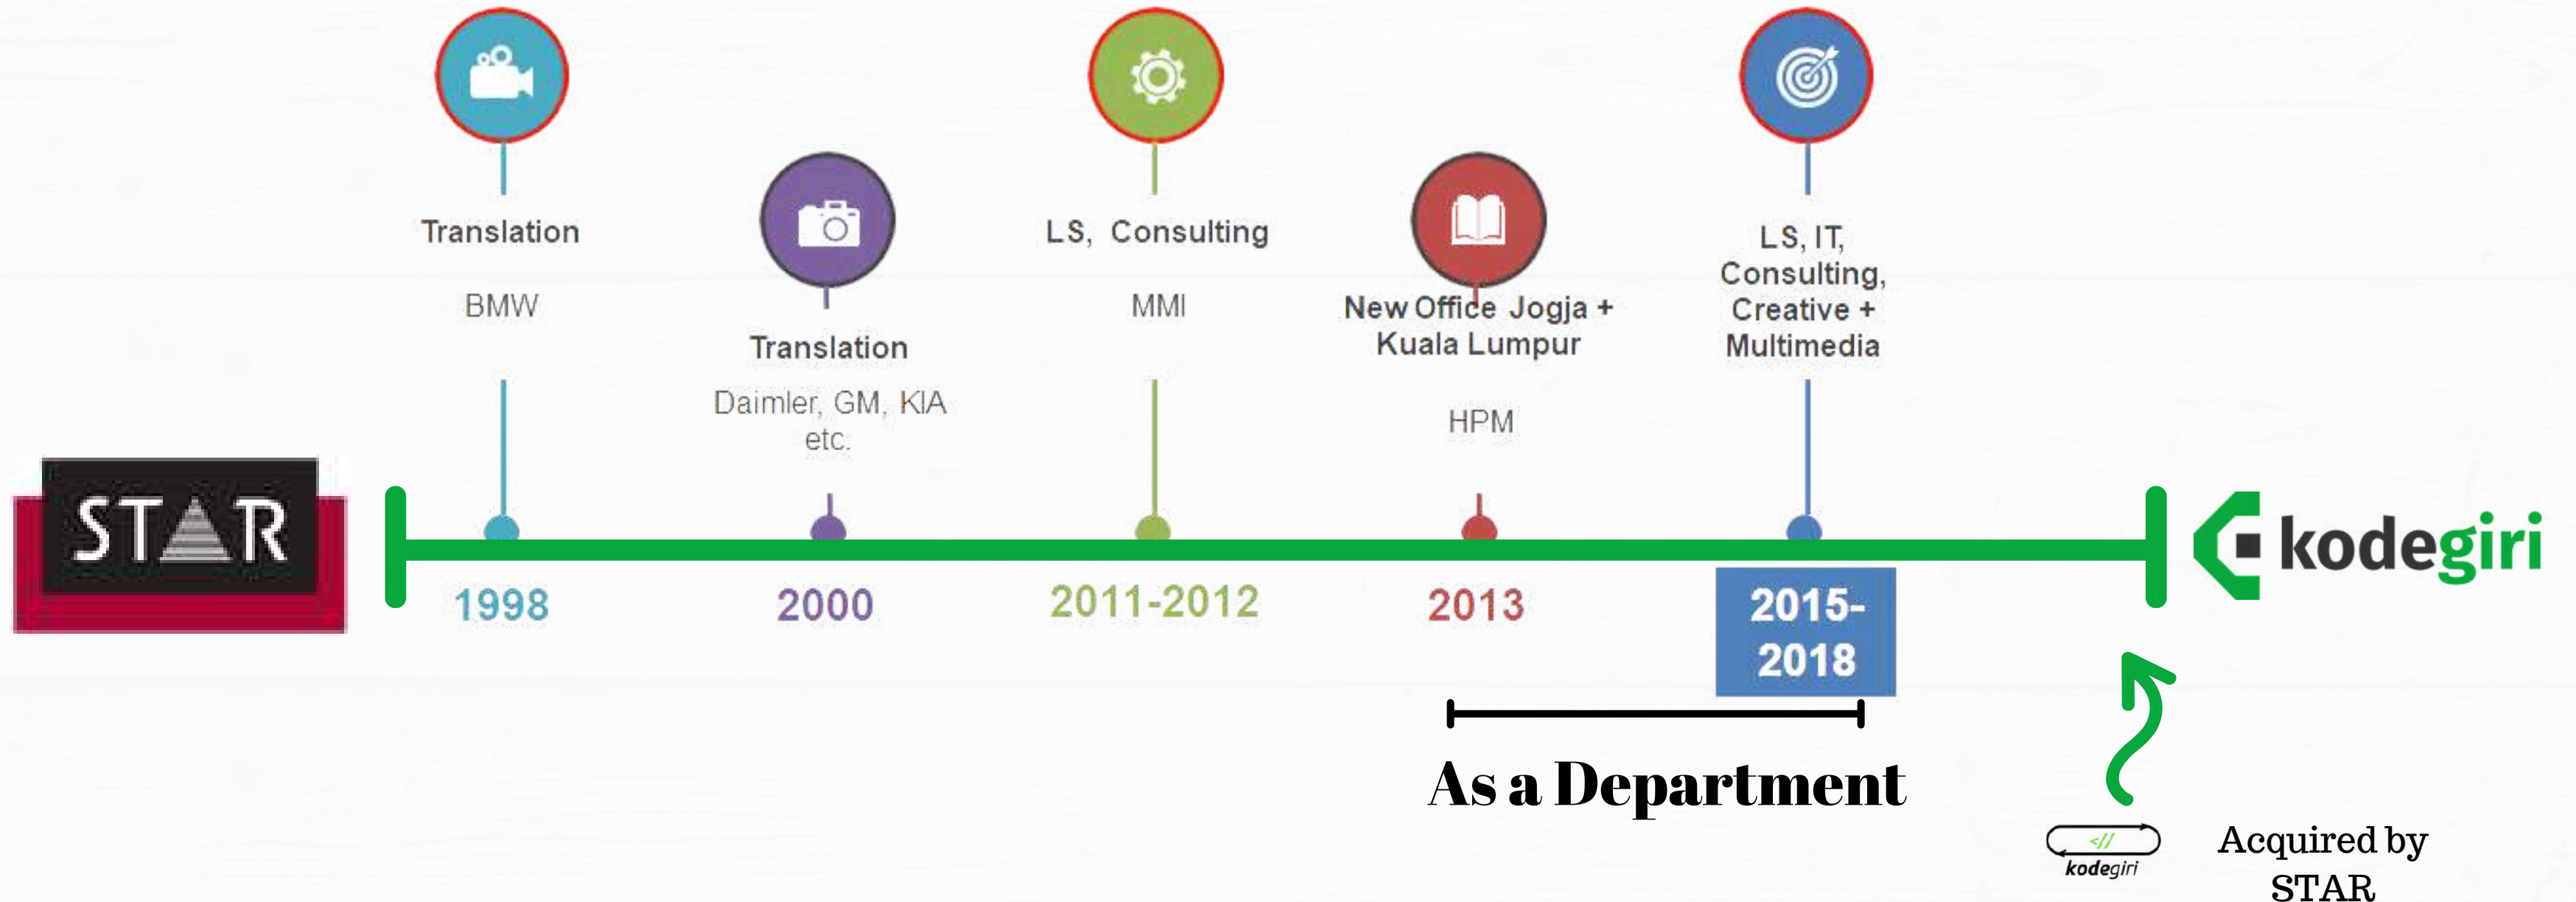 Translation
BMW
Translation
Daimler, GM, KIA
etc.
LS, Consulting
MMI
New Office Jogja +
Kuala Lumpur
HPM
LS, IT,
Consulting,
Creative +
Multimedia
STAR
kodegiri
1998
2000
2011-2012
2013
2015-
2018
As a Department
<//
kodegiri
Acquired by
STAR